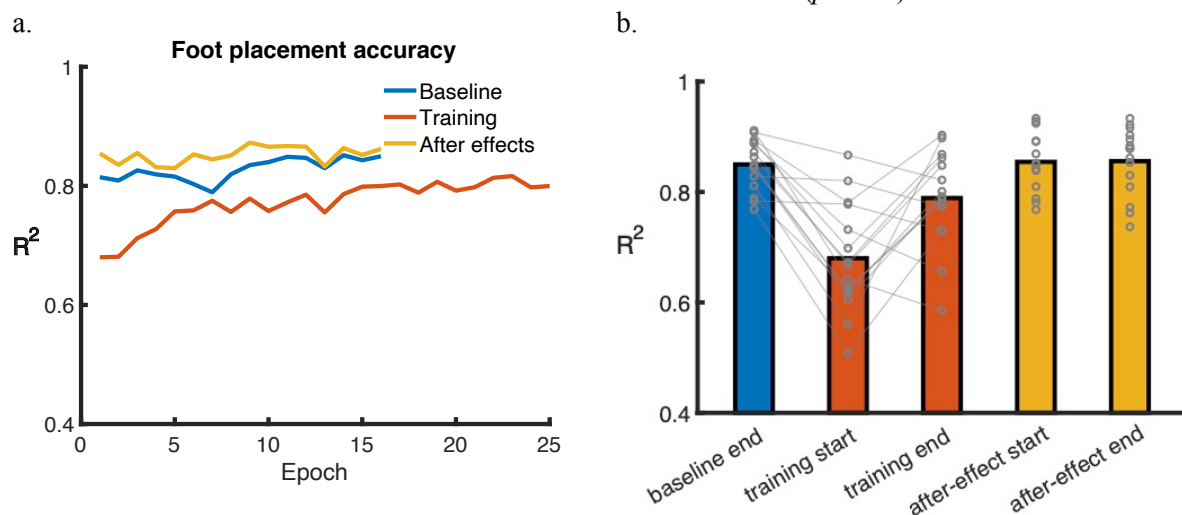 (p
a.
b.
Foot placement accuracy
1
0.8
0.6
0.4
R²
Baseline
Training
After effects
0
5
10
15
20
25
Epoch
1
0.8
0.6
0.4
R²
baseline end
training start
training end
after-effect start
after-effect end